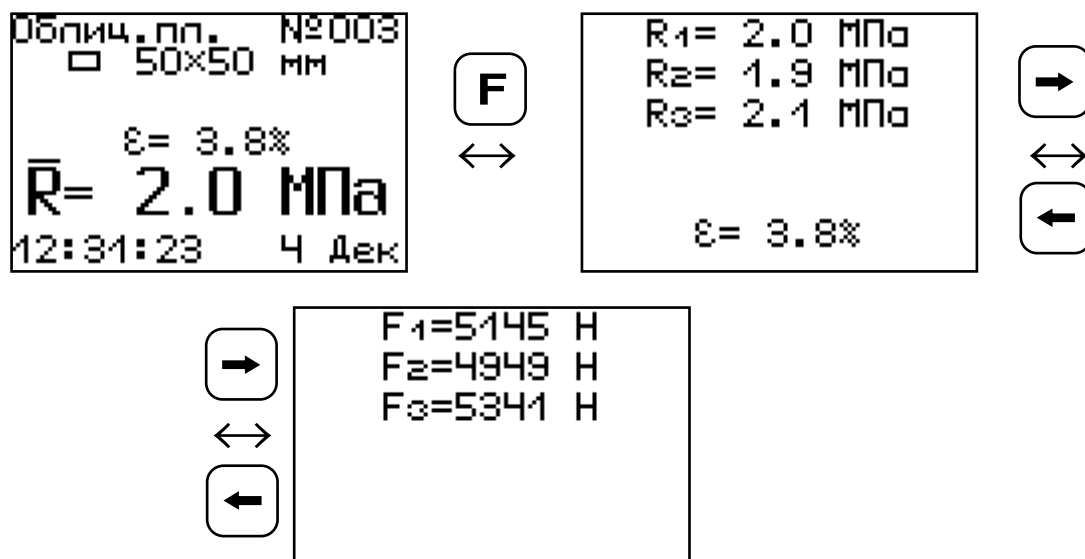 Облиц.пл. №003
50×50 мм
ε= 3.8%
R= 2.0 МПа
12:31:23 4 Дек
F
R1= 2.0 МПа
R2= 1.9 МПа
R3= 2.1 МПа
ε= 3.8%
F1=5145 Н
F2=4949 Н
F3=5341 Н